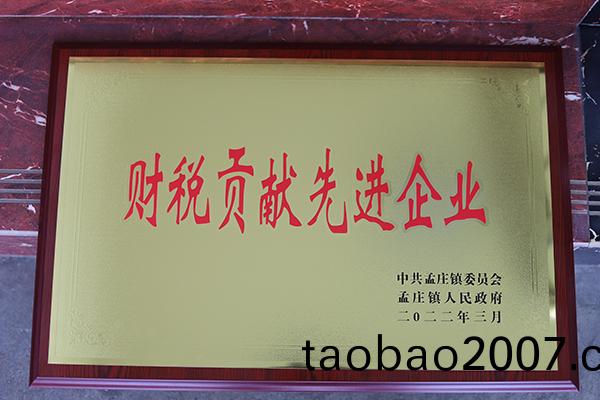 财税贡献先进企业
中共孟庄镇委员会
孟庄镇人民政府
二0二二年三月
taobao2007.c